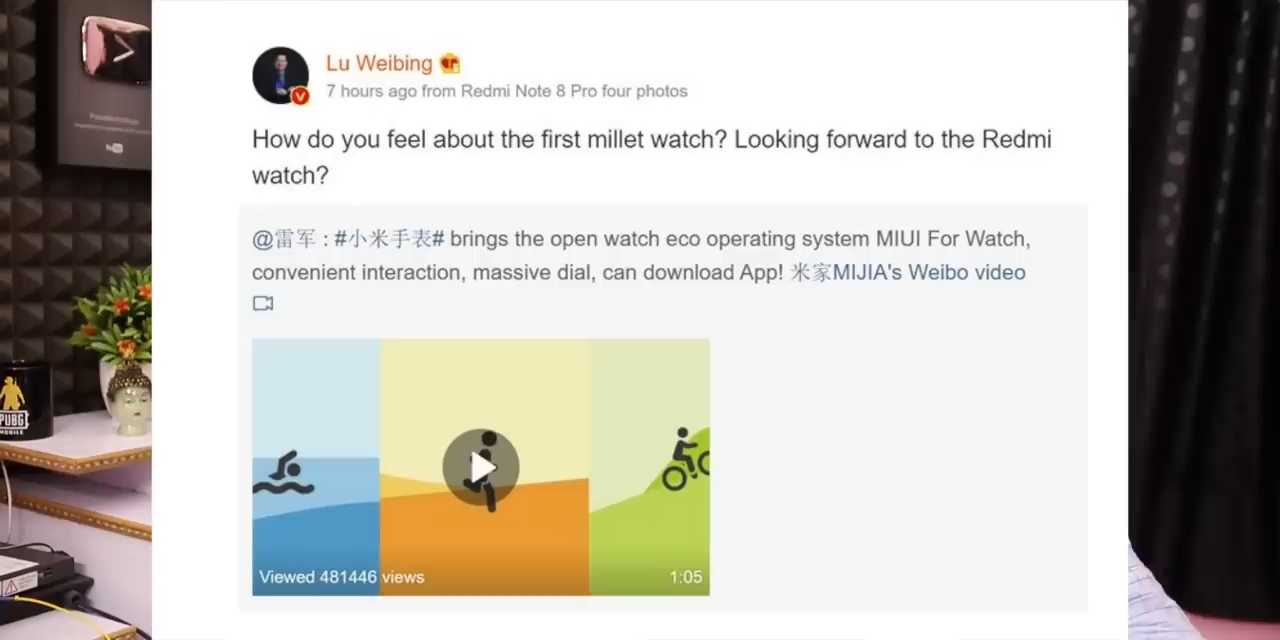 Lu Weibing
7 hours ago from Redmi Note 8 Pro four photos
How do you feel about the first millet watch? Looking forward to the Redmi
watch?
@雷军 : #小米手表# brings the open watch eco operating system MIUI For Watch,
convenient interaction, massive dial, can download App! 米家MIJIA's Weibo video
Viewed 481446 views
1:05
PUBG
MOBILE